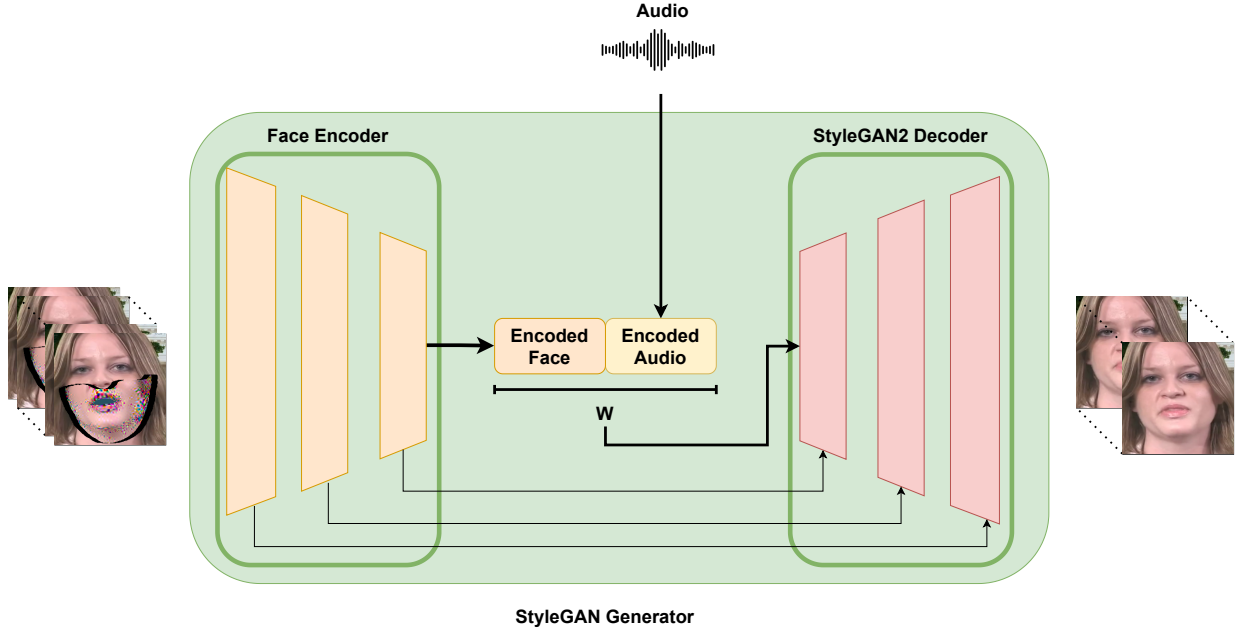 Audio
Face Encoder
StyleGAN2 Decoder
Encoded
Face
Encoded
Audio
W
StyleGAN Generator